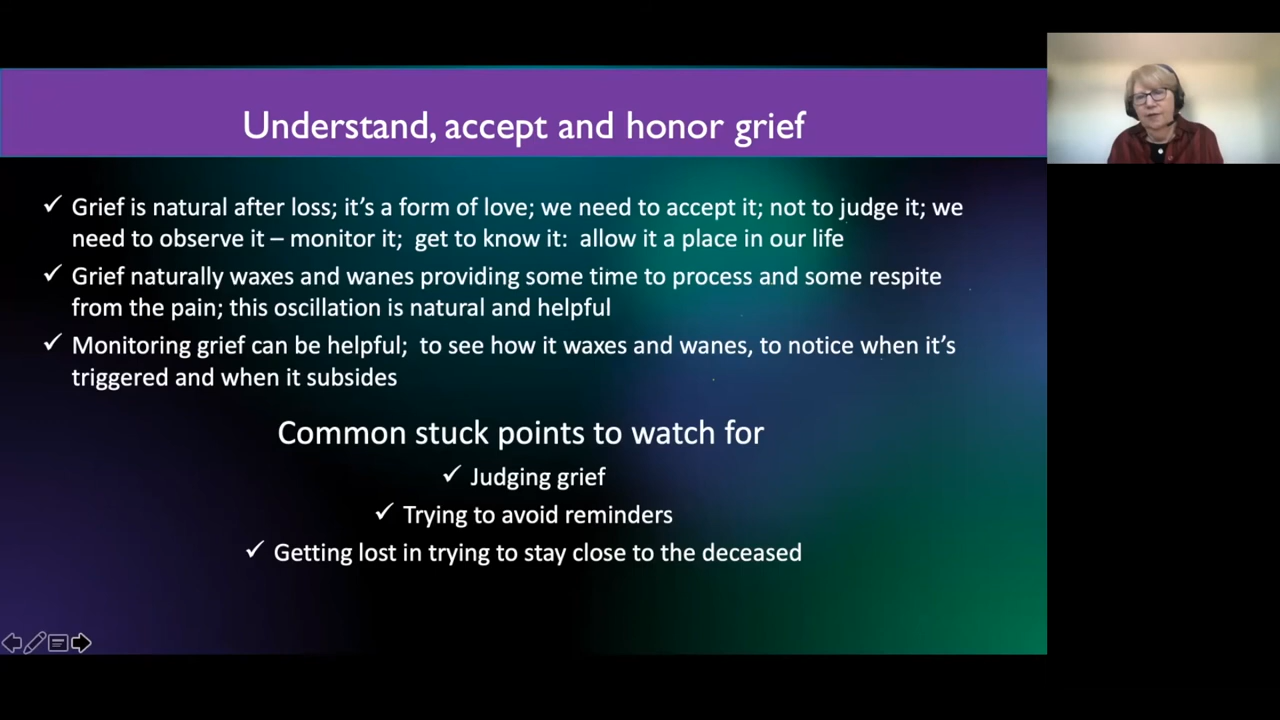 Understand, accept and honor grief
✓ Grief is natural after loss; it's a form of love; we need to accept it; not to judge it; we
need to observe it – monitor it;  get to know it:  allow it a place in our life
✓ Grief naturally waxes and wanes providing some time to process and some respite
from the pain; this oscillation is natural and helpful
✓ Monitoring grief can be helpful;  to see how it waxes and wanes, to notice when it's
triggered and when it subsides
Common stuck points to watch for
✓ Judging grief
✓ Trying to avoid reminders
✓ Getting lost in trying to stay close to the deceased